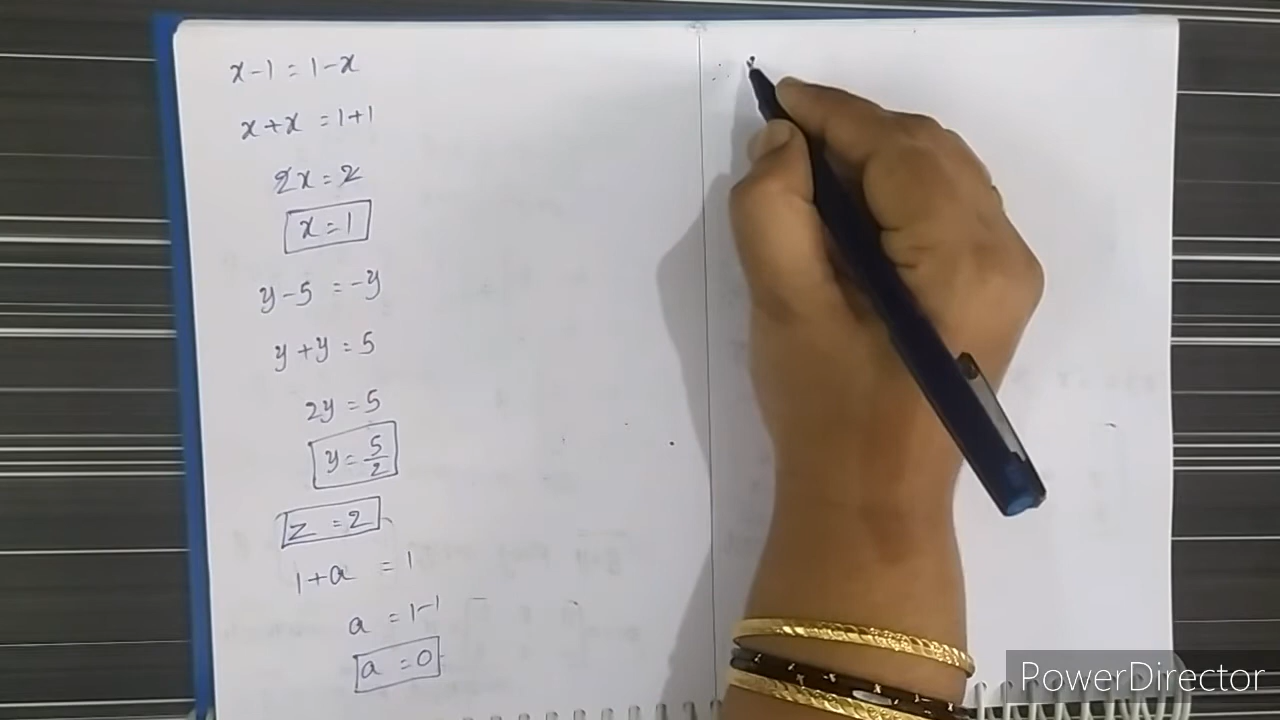 x-1 = 1-x
x+x = 1+1
2x = 2
x = 1
y-5 = -y
y+y = 5
2y = 5
y = 5/2
z = 2
1+a = 1
a = 1-1
a = 0
PowerDirector